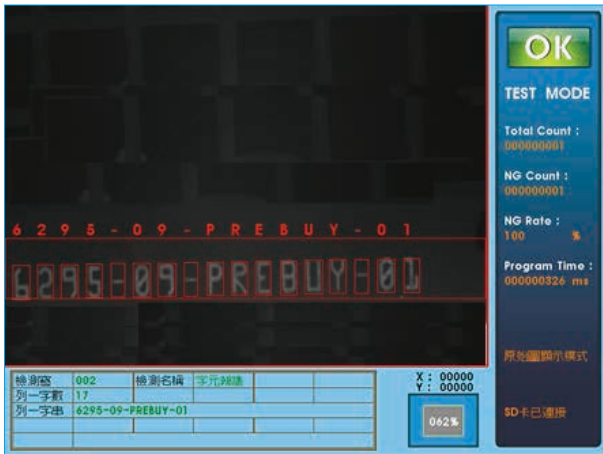 6295-09-PREBUY-01
6295-09-PREBUY-01
OK
TEST MODE
Total Count :
000000001
NG Count :
000000001
NG Rate :
100 %
Program Time :
000000326 ms
原始圖顯示模式
SD卡已連接
檢測窗 002 檢測名稱 字元辨識
列一字數 17
列一字串 6295-09-PREBUY-01
X : 00000
Y : 00000
062%